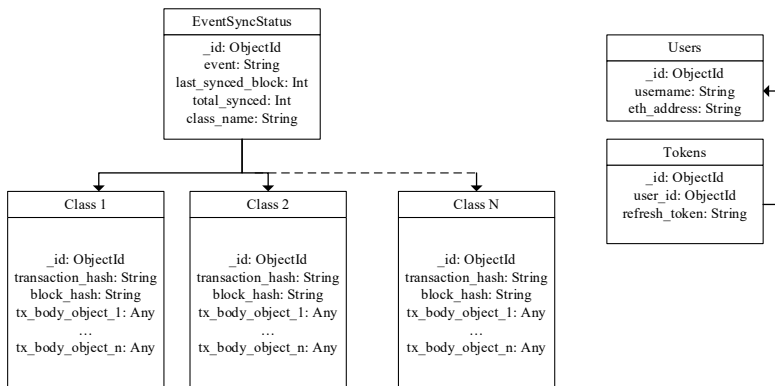 EventSyncStatus
_id: ObjectId
event: String
last_synced_block: Int
total_synced: Int
class_name: String
Users
_id: ObjectId
username: String
eth_address: String
Tokens
_id: ObjectId
user_id: ObjectId
refresh_token: String
Class 1
_id: ObjectId
transaction_hash: String
block_hash: String
tx_body_object_1: Any
...
tx_body_object_n: Any
Class 2
_id: ObjectId
transaction_hash: String
block_hash: String
tx_body_object_1: Any
...
tx_body_object_n: Any
Class N
_id: ObjectId
transaction_hash: String
block_hash: String
tx_body_object_1: Any
...
tx_body_object_n: Any